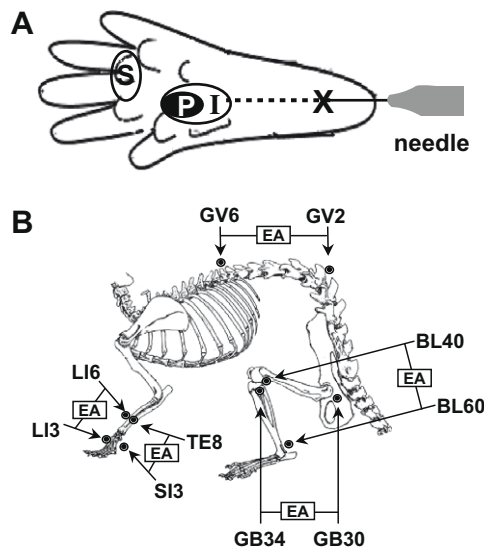 A
S
P I
X
needle
B
GV6 GV2
EA
LI6
EA
LI3
TE8
EA
SI3
BL40
EA
BL60
EA
GB34 GB30